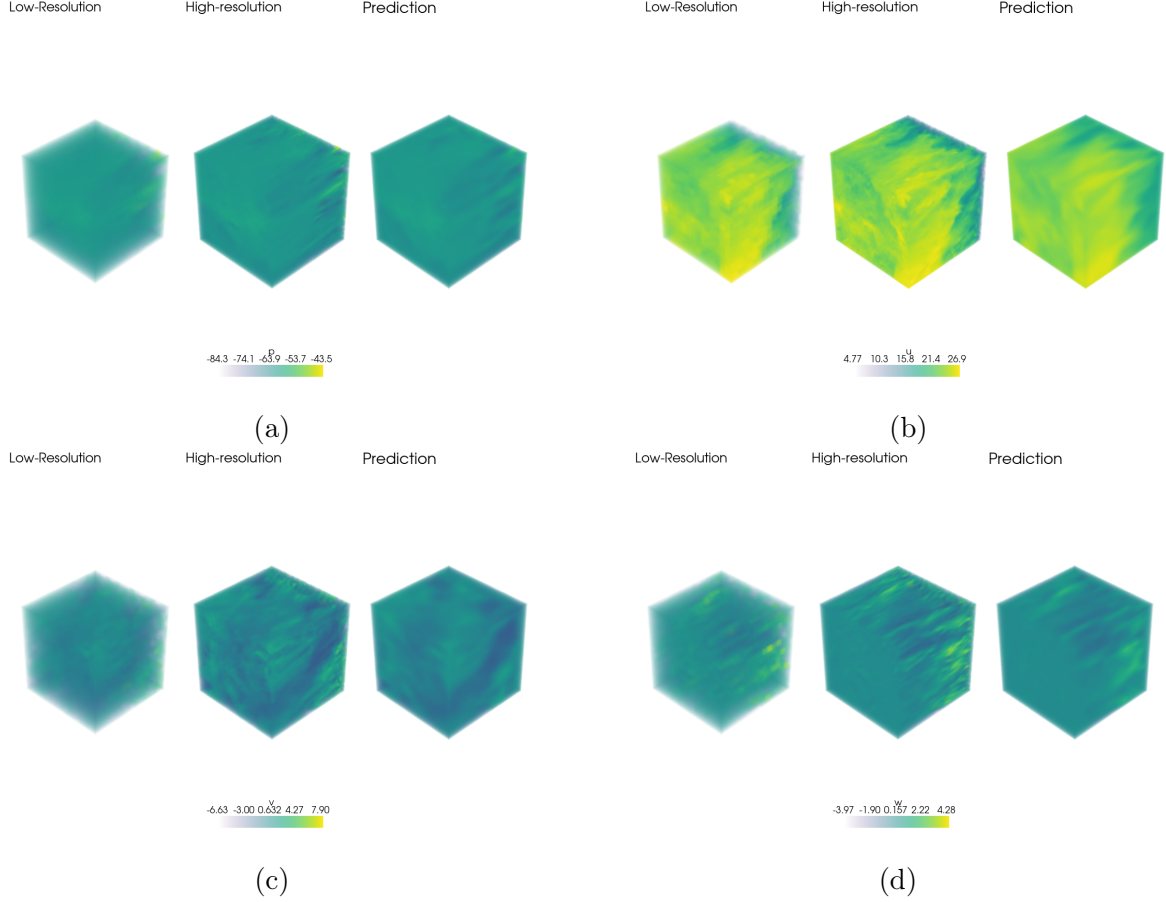 Low-Resolution High-resolution Prediction
Low-Resolution High-resolution Prediction
p
-84.3 -74.1 -63.9 -53.7 -43.5
u
4.77 10.3 15.8 21.4 26.9
(a)
(b)
Low-Resolution High-resolution Prediction
Low-Resolution High-resolution Prediction
v
-6.63 -3.00 0.632 4.27 7.90
w
-3.97 -1.90 0.157 2.22 4.28
(c)
(d)